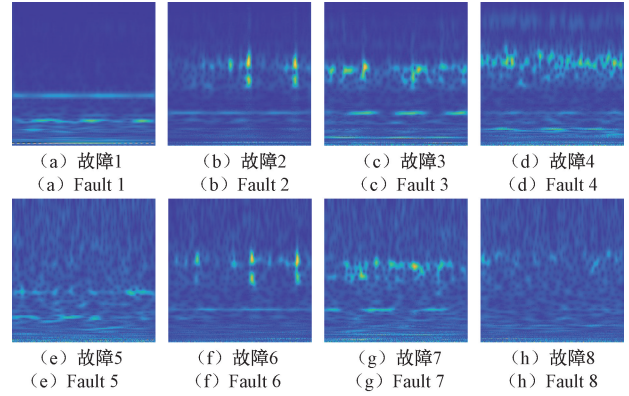 (a) 故障1 (b) 故障2 (c) 故障3 (d) 故障4
(a) Fault 1 (b) Fault 2 (c) Fault 3 (d) Fault 4
(e) 故障5 (f) 故障6 (g) 故障7 (h) 故障8
(e) Fault 5 (f) Fault 6 (g) Fault 7 (h) Fault 8